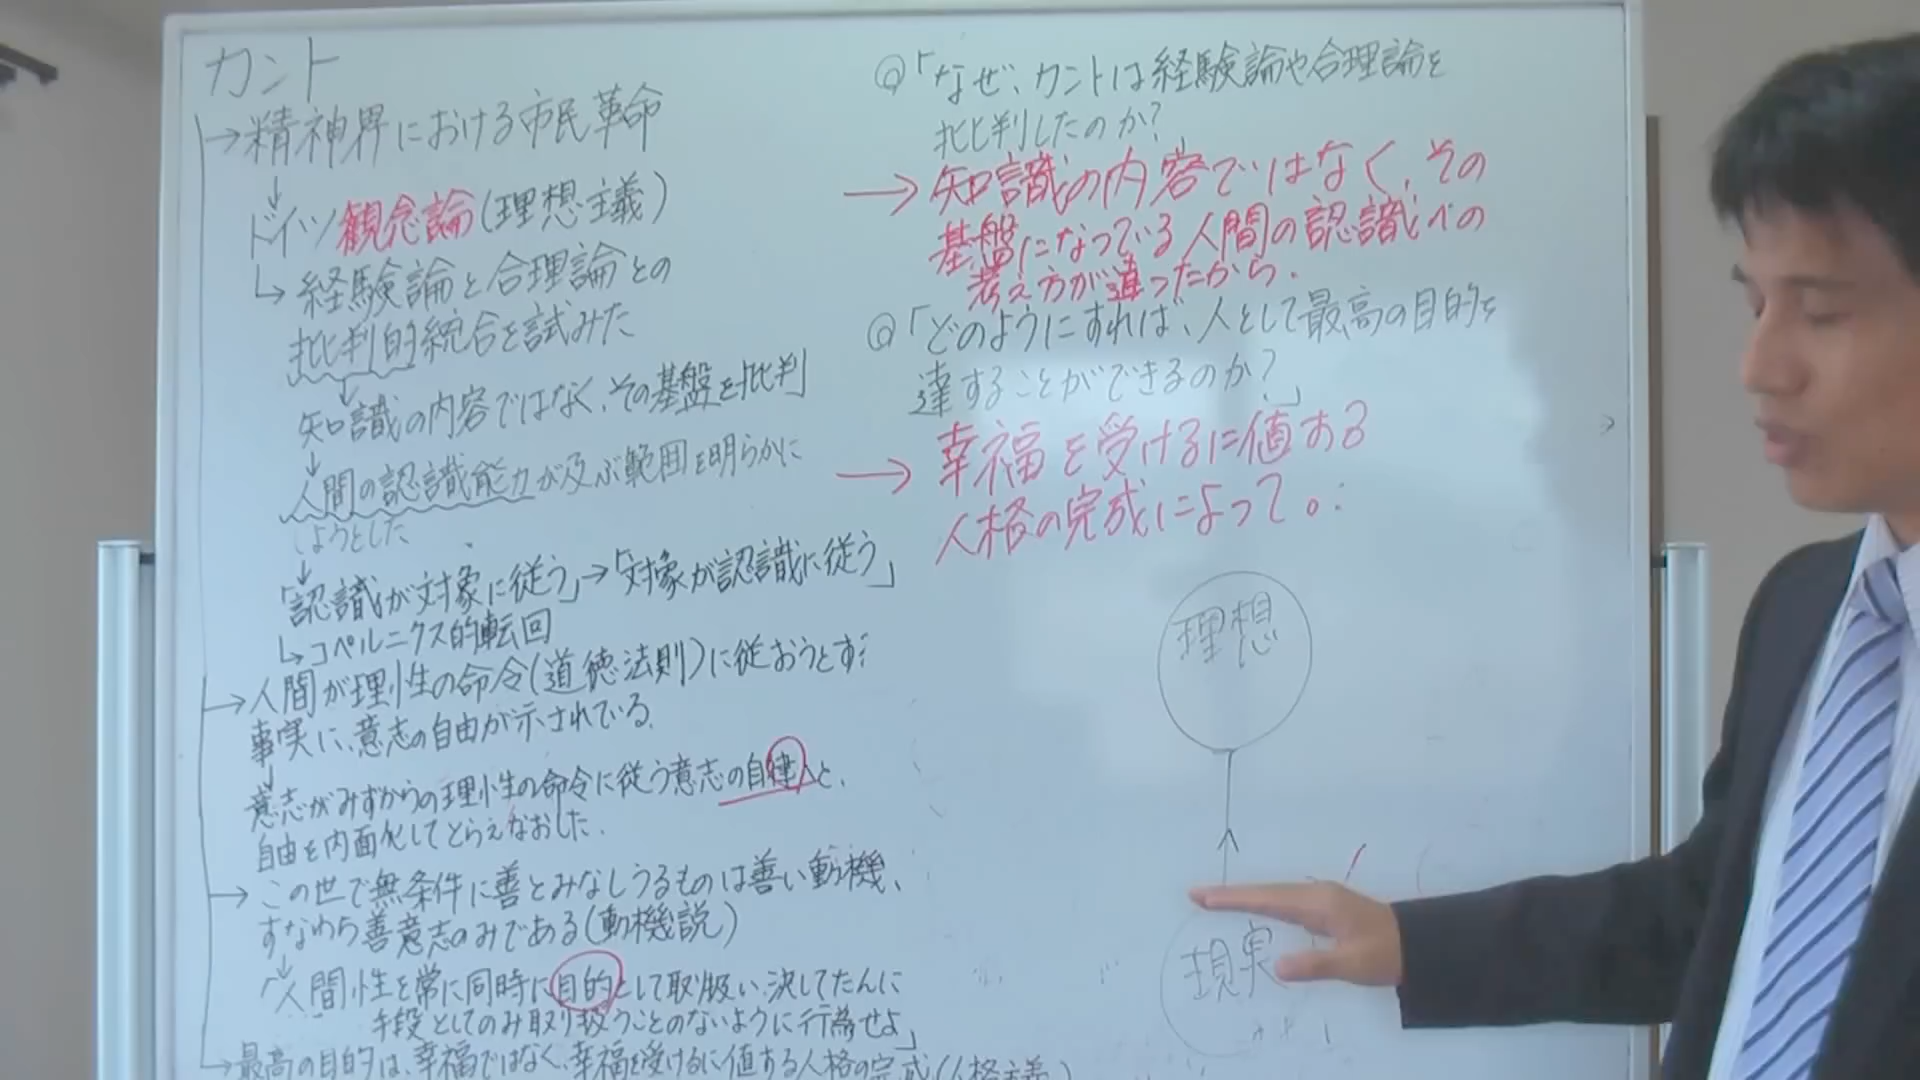 カント
→精神界における市民革命
↓
ドイツ観念論(理想主義)
↳経験論と合理論との
批判的統合を試みた
↓
知識の内容ではなく、その基盤を批判
↓
人間の認識能力が及ぶ範囲を明らかに
しようとした
↓
「認識が対象に従う」→「対象が認識に従う」
↳コペルニクス的転回
→人間が理性の命令(道徳法則)に従おうとす
事実に、意志の自由が示されている。
↓
意志がみずからの理性の命令に従う意志の自律へと、
自由を内面化してとらえなおした.
→この世で無条件に善とみなしうるものは善い動機、
すなわち善意志のみである(動機説)
↓
「人間性を常に同時に目的として取り扱い、決してたんに
手段としてのみ取り扱うことのないように行為せよ」
→最高の目的は、幸福ではなく、幸福を受けるに値する人格の完成(人格主義)
Q「なぜ、カントは経験論や合理論を
批判したのか?
→知識の内容ではなく、その
基盤になっている人間の認識への
考え方が違ったから.
Q「どのようにすれば、人として最高の目的を
達することができるのか?」
→幸福を受けるに値する
人格の完成によって。
理想
現実